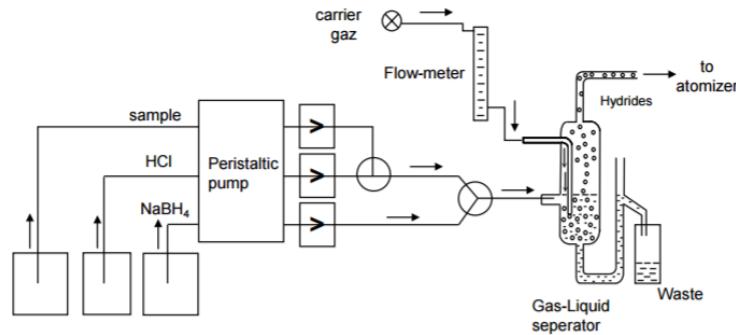 carrier
gaz
Flow-meter
to
atomizer
Hydrides
sample
HCl
NaBH₄
Peristaltic
pump
>
>
>
Waste
Gas-Liquid
seperator